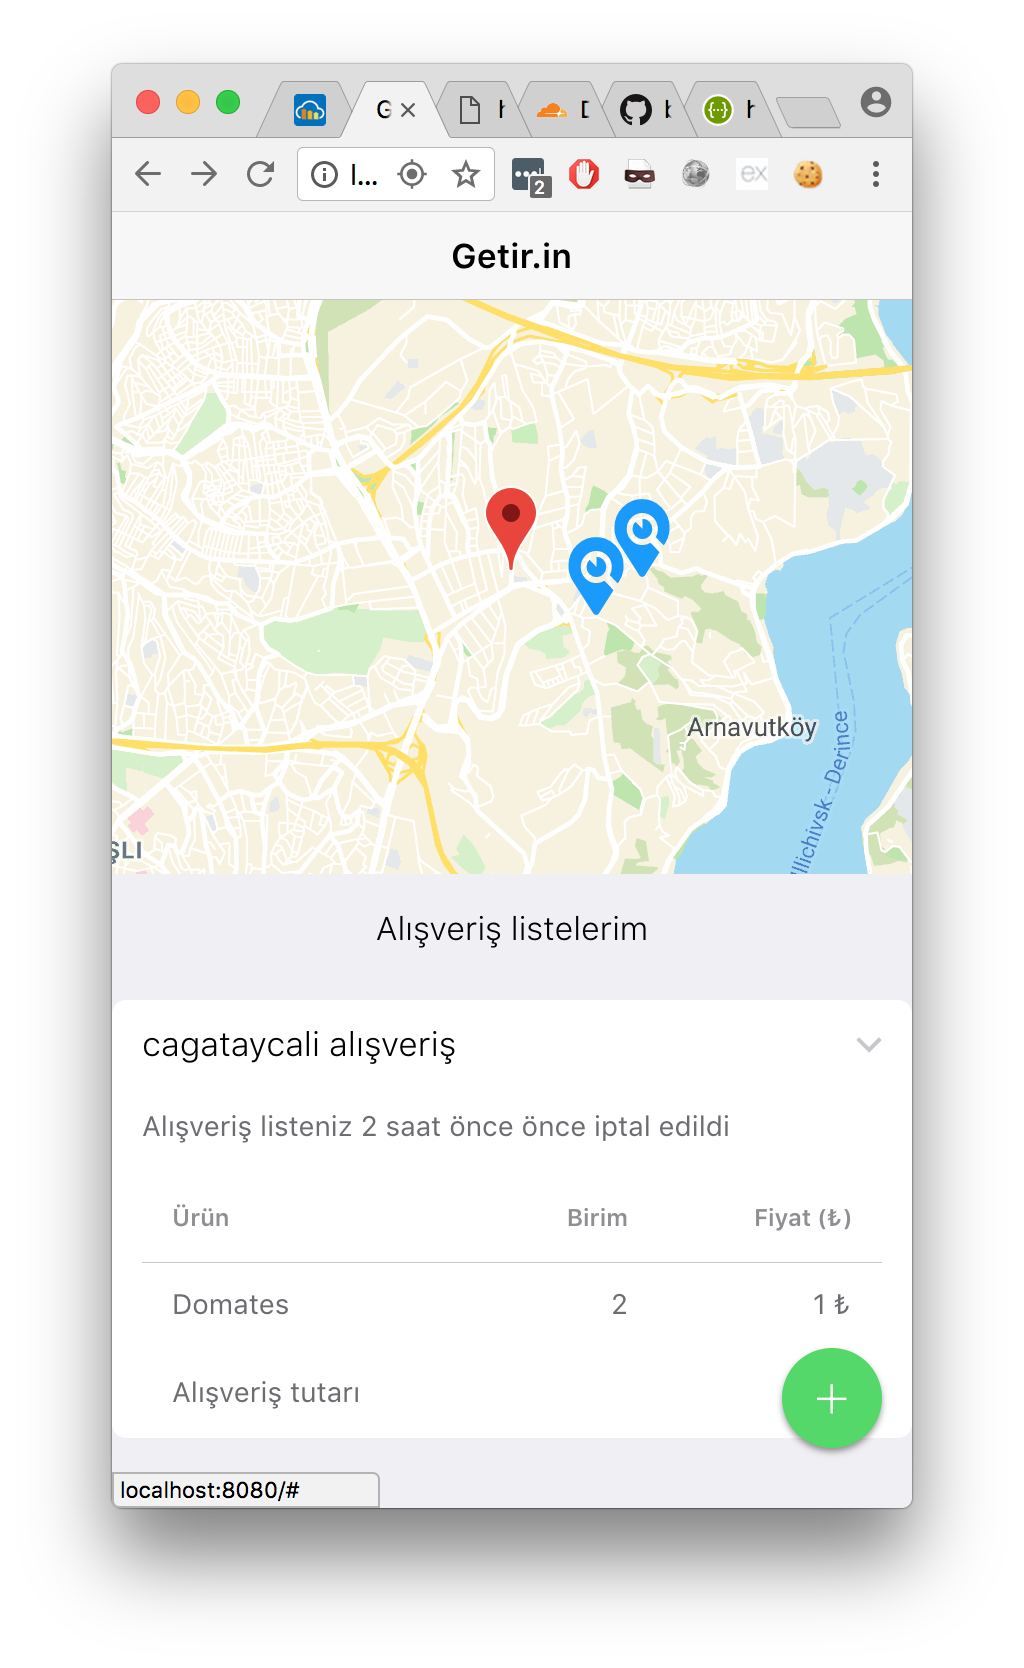 l...
2
ex
Getir.in
Arnavutköy
Illichivsk - Derince
ŞLI
Alışveriş listelerim
cagataycali alışveriş
Alışveriş listeniz 2 saat önce önce iptal edildi
Ürün Birim Fiyat (₺)
Domates 2 1 ₺
Alışveriş tutarı
localhost:8080/#